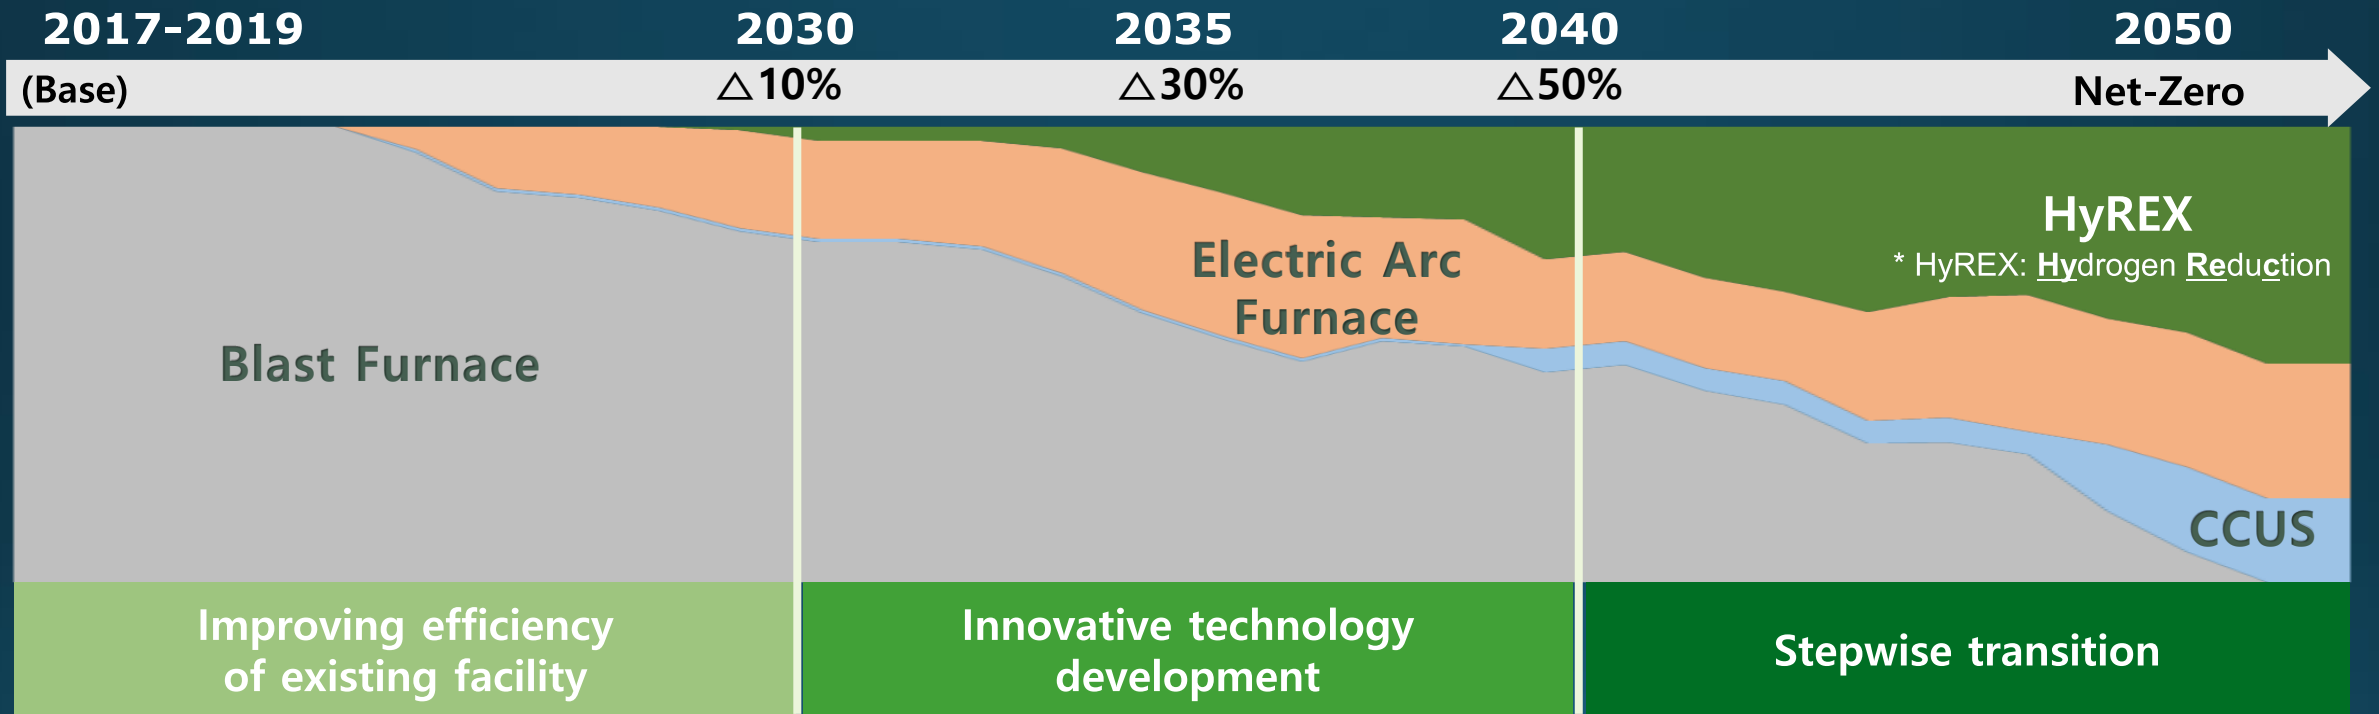 2017-2019 2030 2035 2040 2050
(Base) △10% △30% △50% Net-Zero
HyREX
* HyREX: Hydrogen Reduction
Electric Arc
Furnace
Blast Furnace
CCUS
Improving efficiency
of existing facility
Innovative technology
development
Stepwise transition